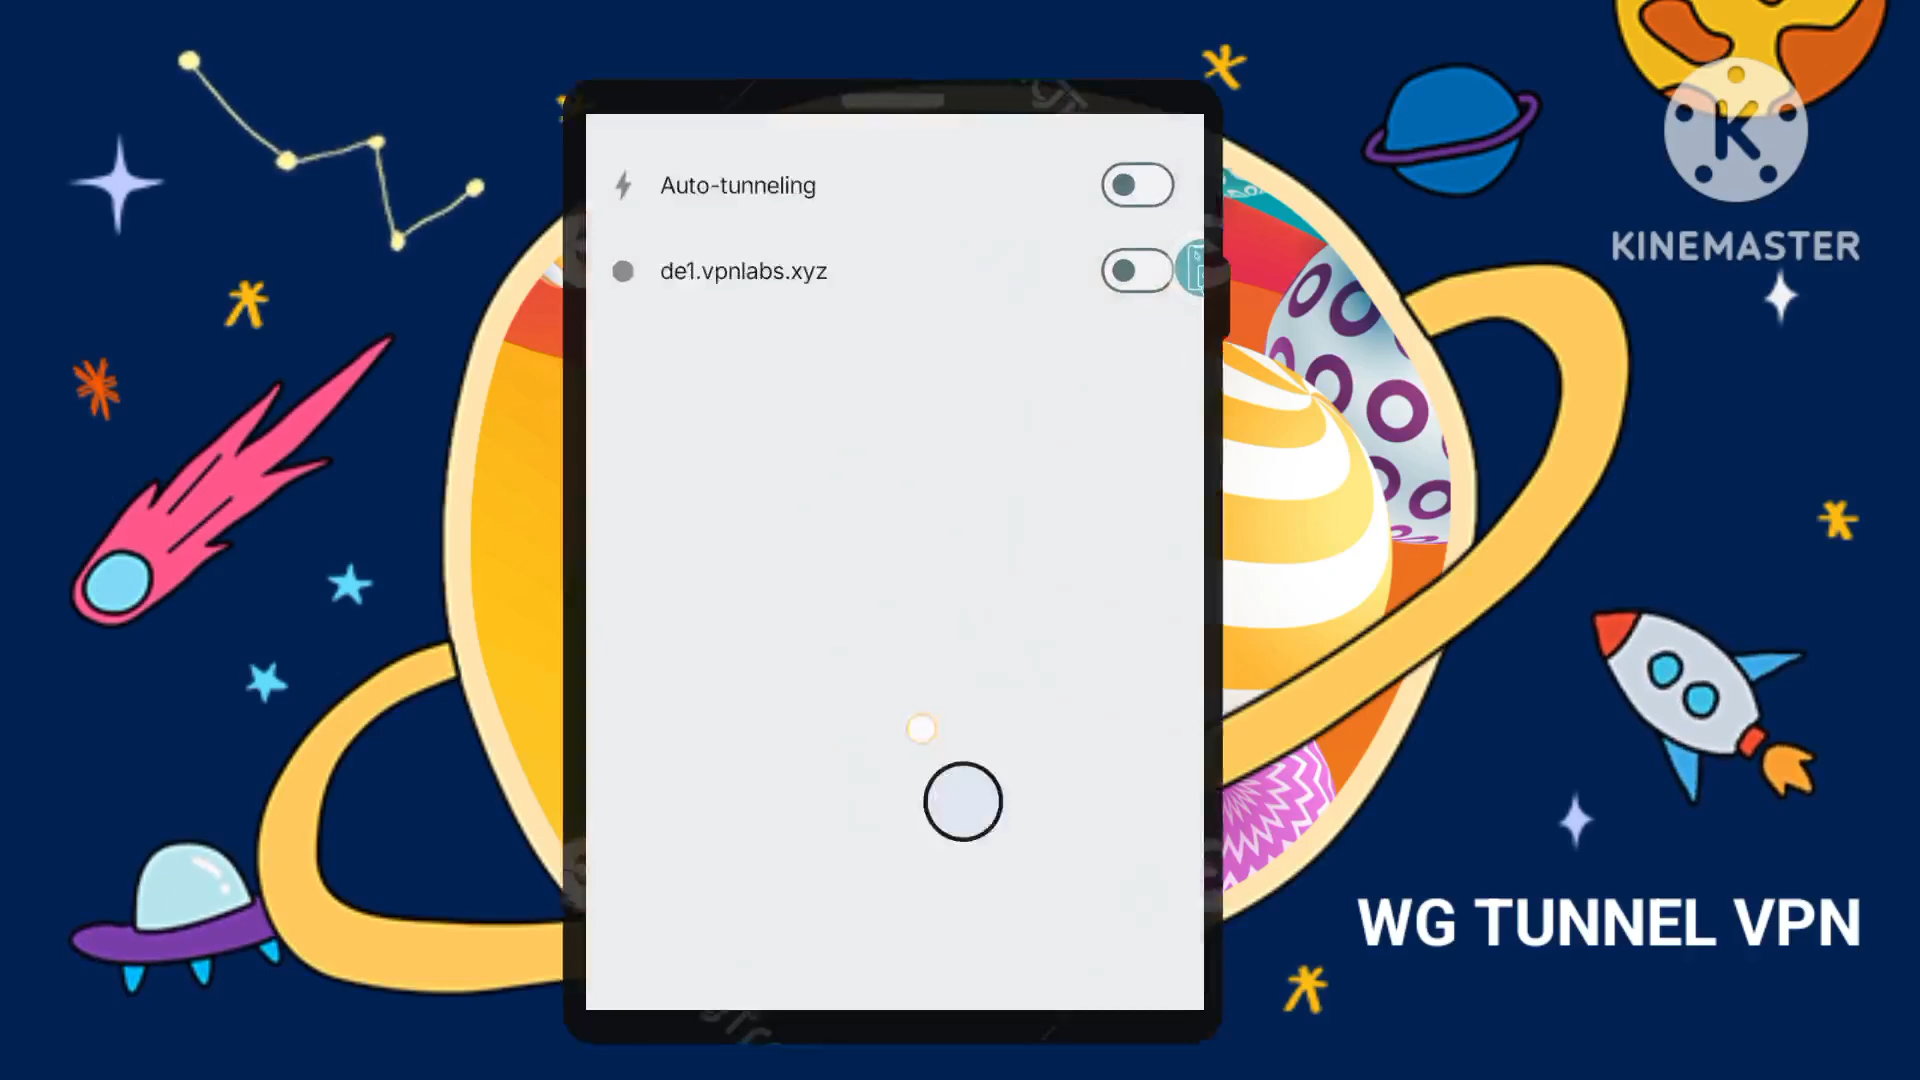 Auto-tunneling
de1.vpnlabs.xyz
K
KINEMASTER
WG TUNNEL VPN